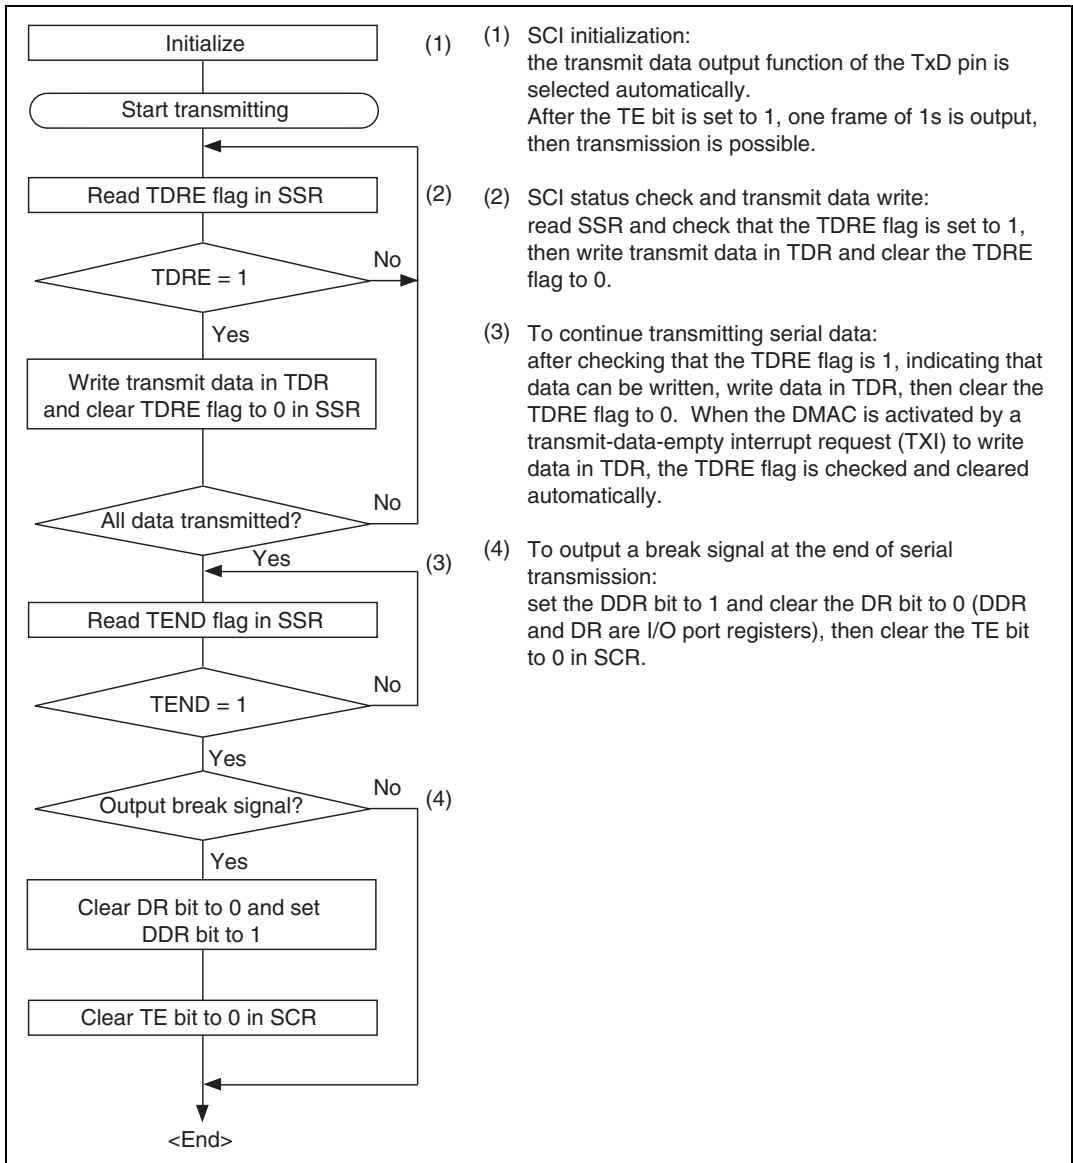 Initialize
(1)
Start transmitting
Read TDRE flag in SSR
(2)
TDRE = 1
No
Yes
Write transmit data in TDR
and clear TDRE flag to 0 in SSR
All data transmitted?
No
Yes
(3)
Read TEND flag in SSR
TEND = 1
No
Yes
Output break signal?
No
(4)
Yes
Clear DR bit to 0 and set
DDR bit to 1
Clear TE bit to 0 in SCR
<End>
(1) SCI initialization:
the transmit data output function of the TxD pin is
selected automatically.
After the TE bit is set to 1, one frame of 1s is output,
then transmission is possible.
(2) SCI status check and transmit data write:
read SSR and check that the TDRE flag is set to 1,
then write transmit data in TDR and clear the TDRE
flag to 0.
(3) To continue transmitting serial data:
after checking that the TDRE flag is 1, indicating that
data can be written, write data in TDR, then clear the
TDRE flag to 0. When the DMAC is activated by a
transmit-data-empty interrupt request (TXI) to write
data in TDR, the TDRE flag is checked and cleared
automatically.
(4) To output a break signal at the end of serial
transmission:
set the DDR bit to 1 and clear the DR bit to 0 (DDR
and DR are I/O port registers), then clear the TE bit
to 0 in SCR.